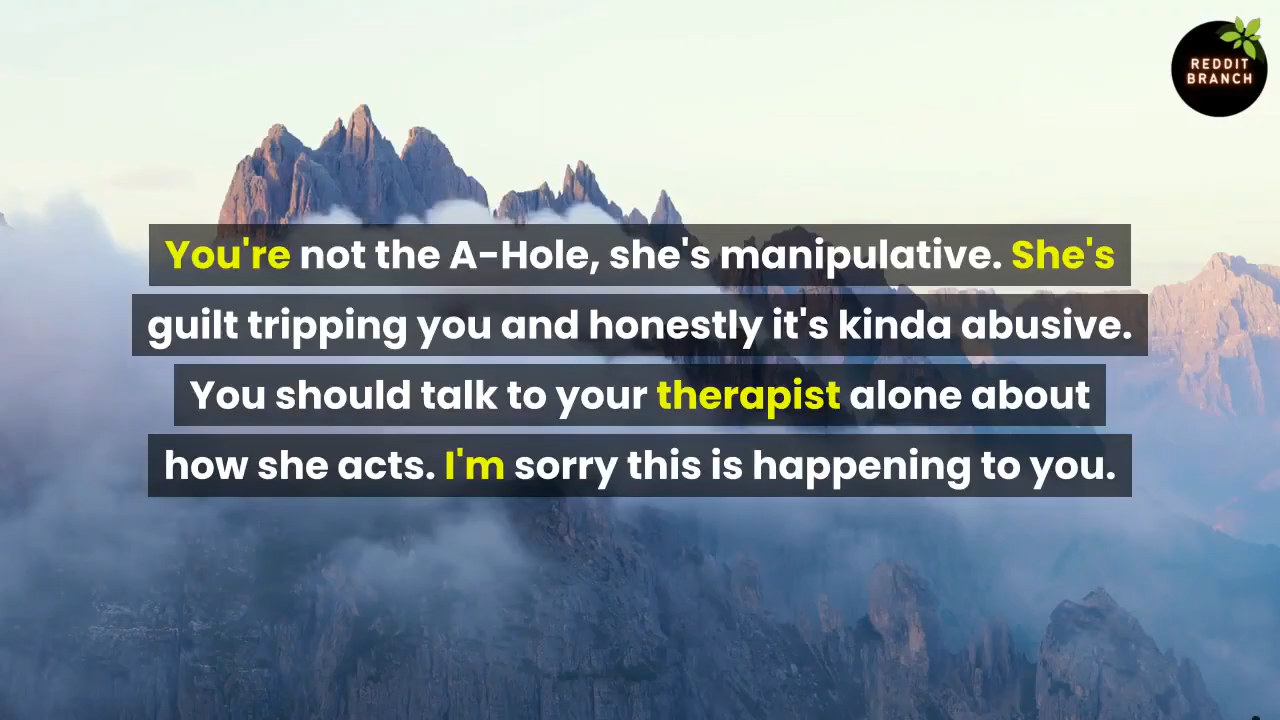 REDDIT
BRANCH
You're not the A-Hole, she's manipulative. She's
guilt tripping you and honestly it's kinda abusive.
You should talk to your therapist alone about
how she acts. I'm sorry this is happening to you.